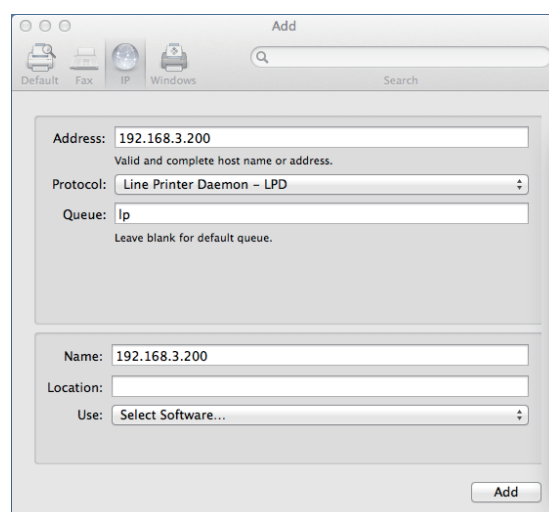 Add
Default Fax IP Windows
Search
Address: 192.168.3.200
Valid and complete host name or address.
Protocol: Line Printer Daemon – LPD
Queue: lp
Leave blank for default queue.
Name: 192.168.3.200
Location:
Use: Select Software...
Add